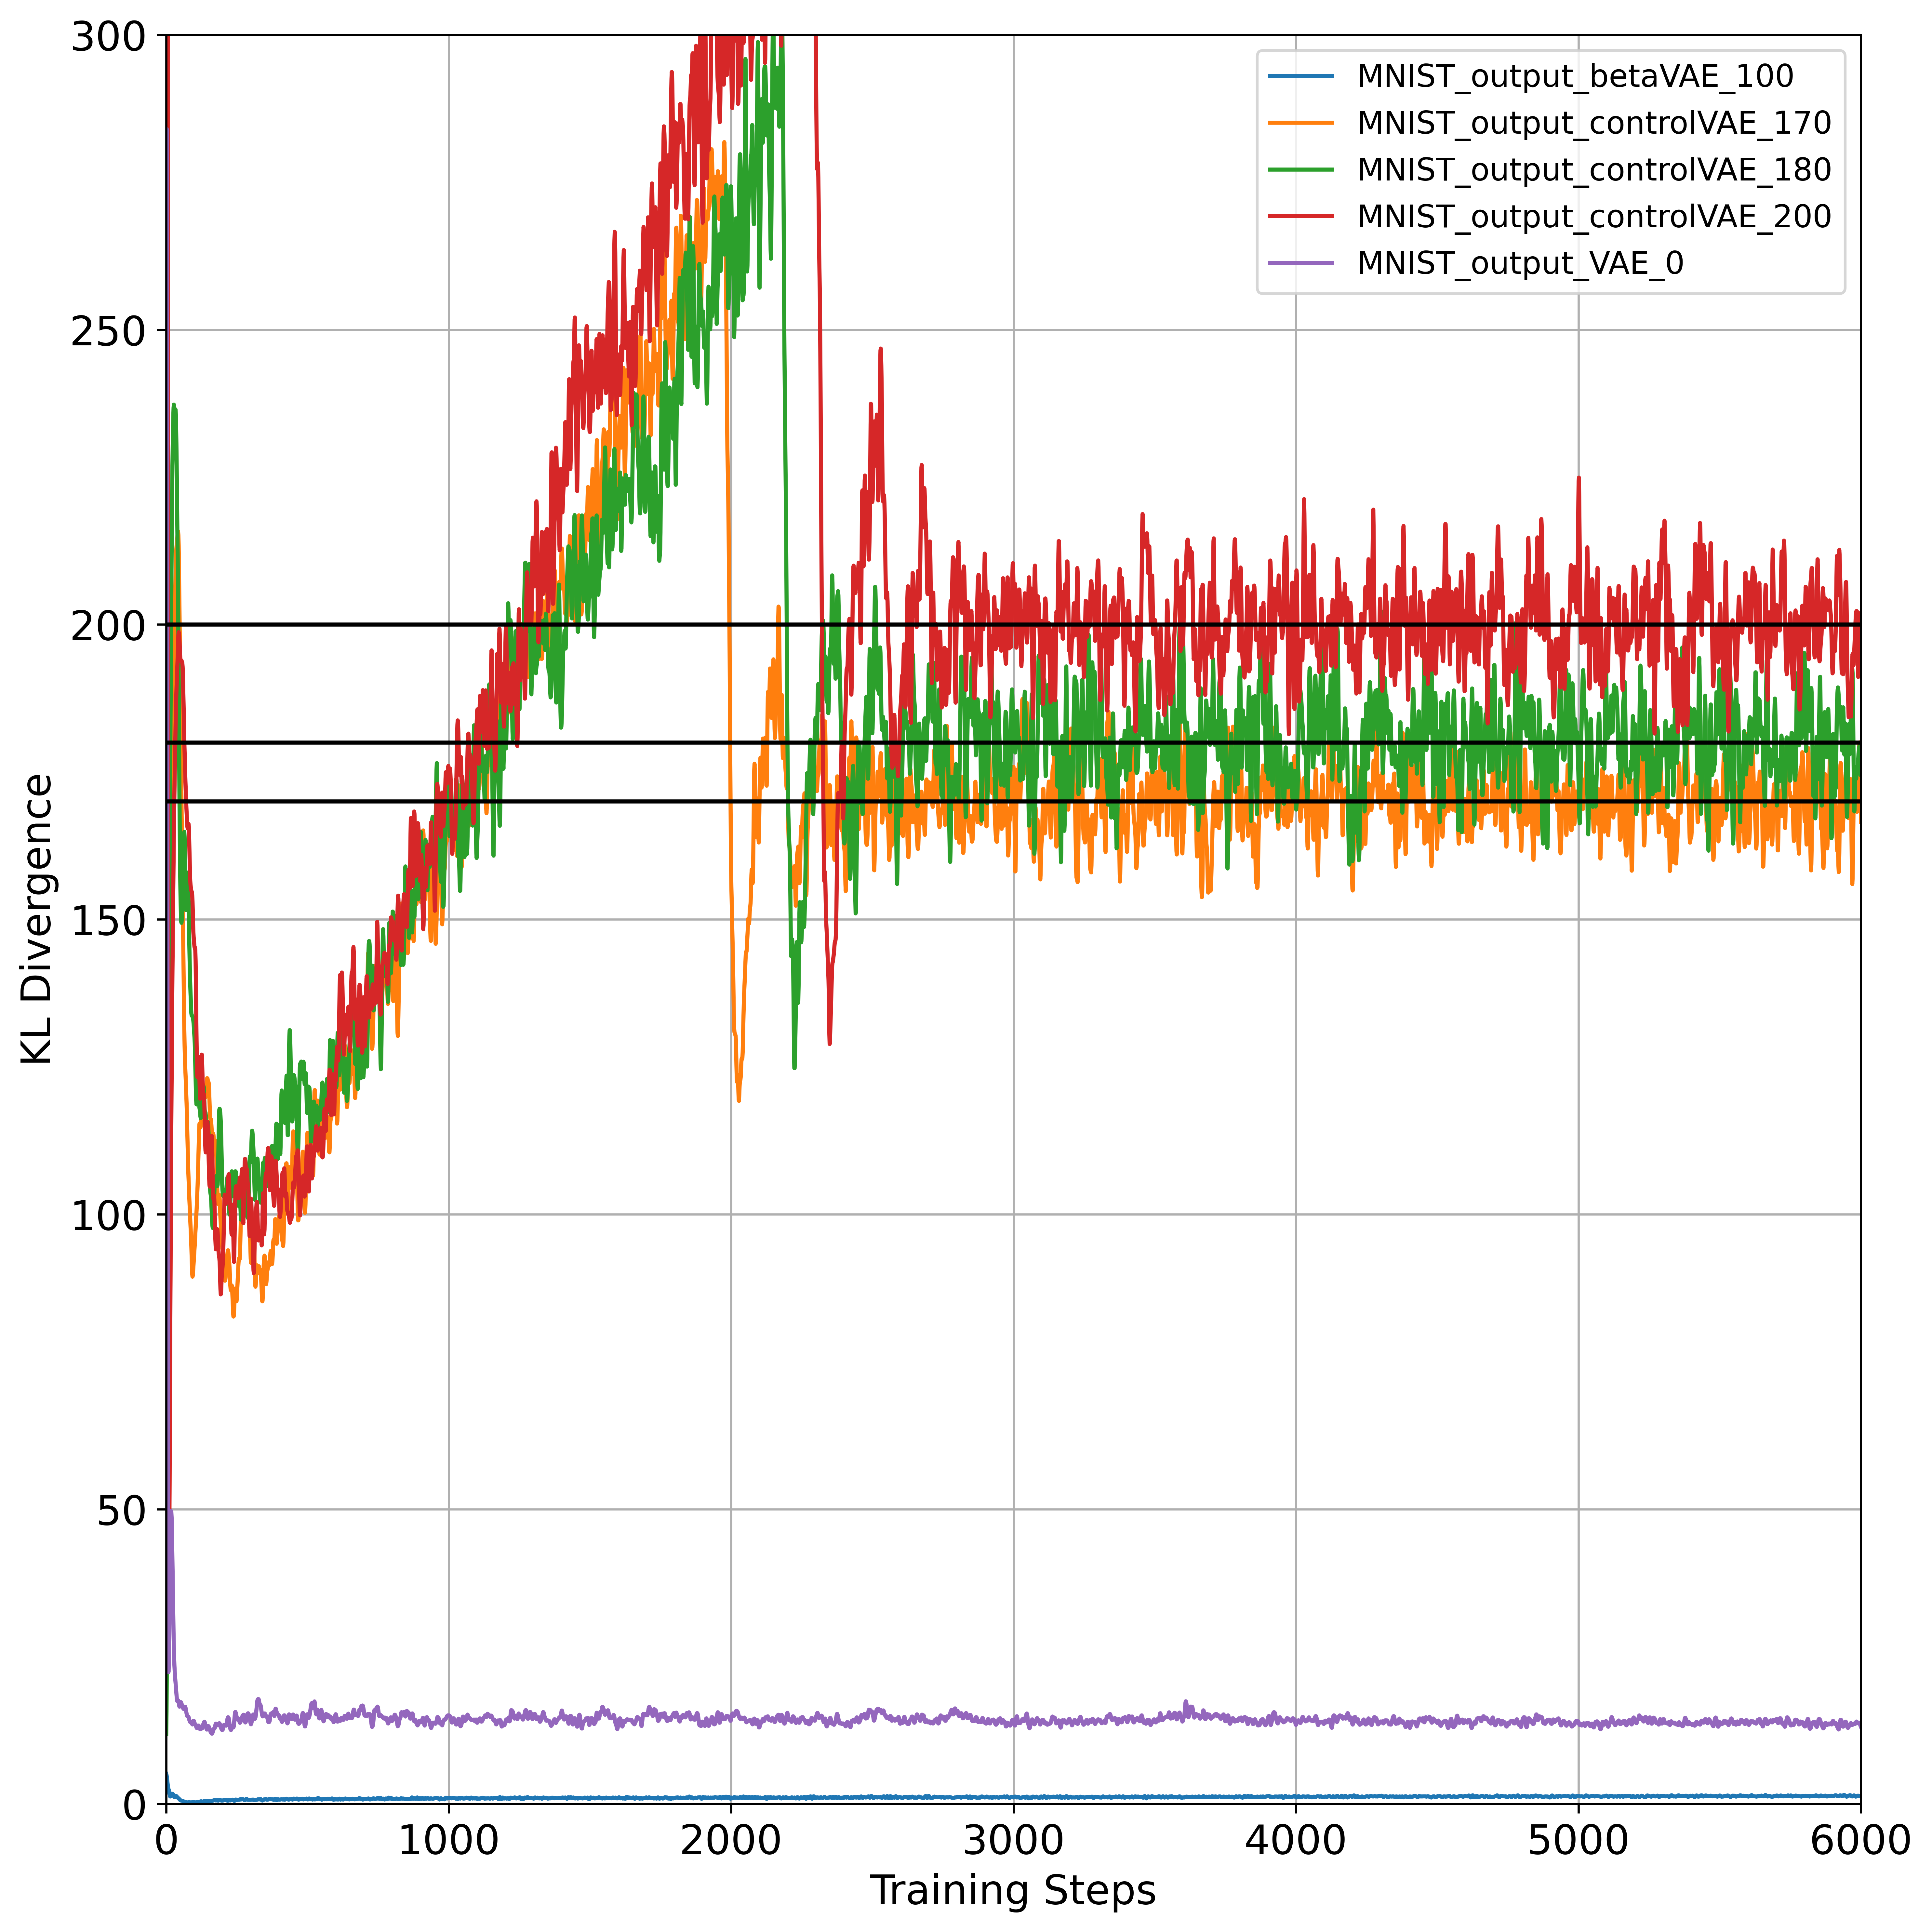 MNIST_output_betaVAE_100
MNIST_output_controlVAE_170
MNIST_output_controlVAE_180
MNIST_output_controlVAE_200
MNIST_output_VAE_0
KL Divergence
300
250
200
150
100
50
0
0 1000 2000 3000 4000 5000 6000
Training Steps